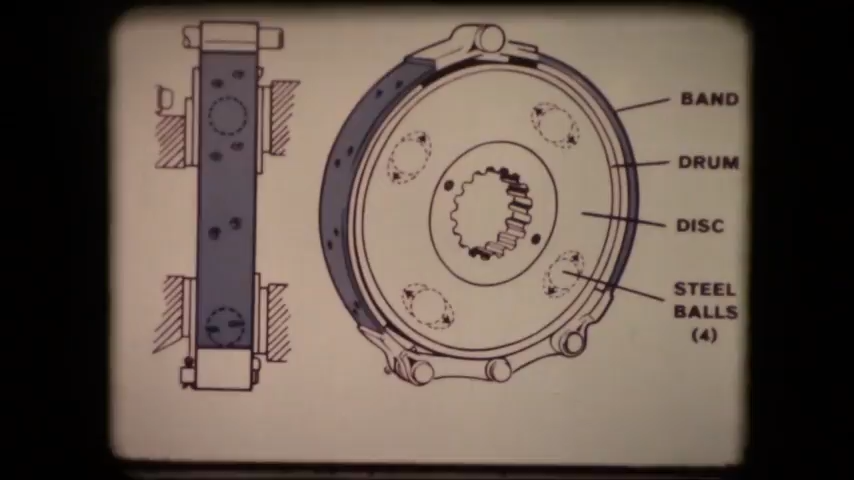 BAND
DRUM
DISC
STEEL
BALLS
(4)